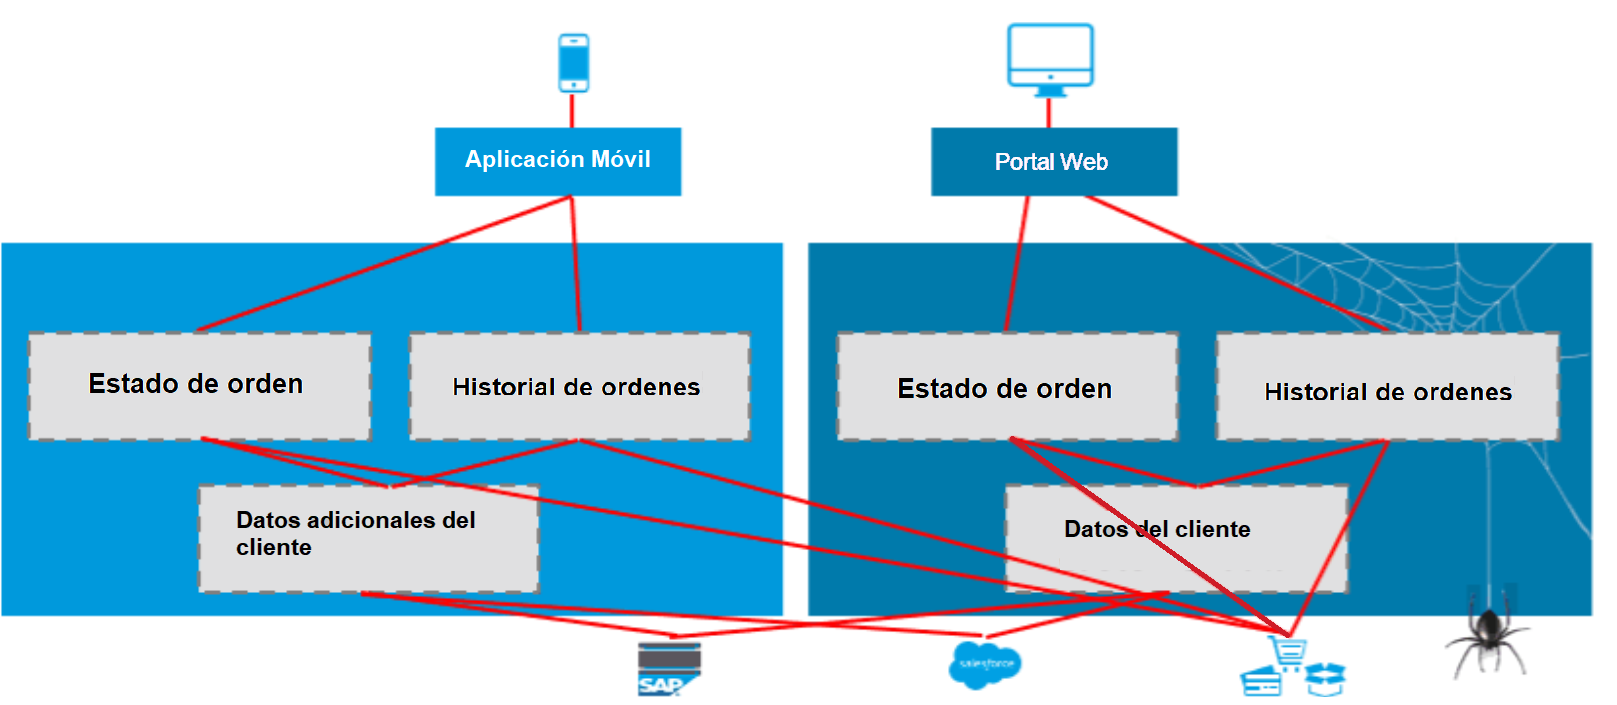 Aplicación Móvil
Portal Web
Estado de orden
Historial de ordenes
Estado de orden
Historial de ordenes
Datos adicionales del
cliente
Datos del cliente
SAP
salesforce